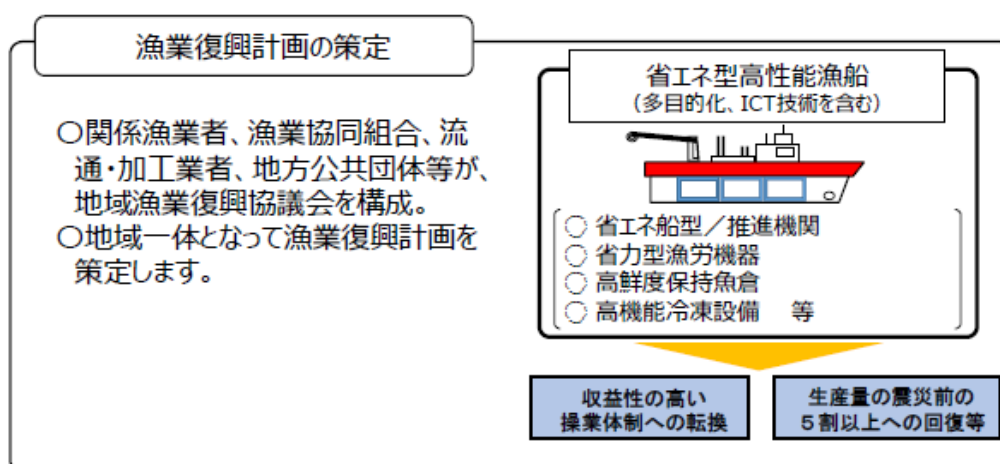 漁業復興計画の策定
〇関係漁業者、漁業協同組合、流
通・加工業者、地方公共団体等が、
地域漁業復興協議会を構成。
〇地域一体となって漁業復興計画を
策定します。
省エネ型高性能漁船
（多目的化、ICT技術を含む）
〇 省エネ船型／推進機関
〇 省力型漁労機器
〇 高鮮度保持魚倉
〇 高機能冷凍設備　等
収益性の高い
操業体制への転換
生産量の震災前の
５割以上への回復等